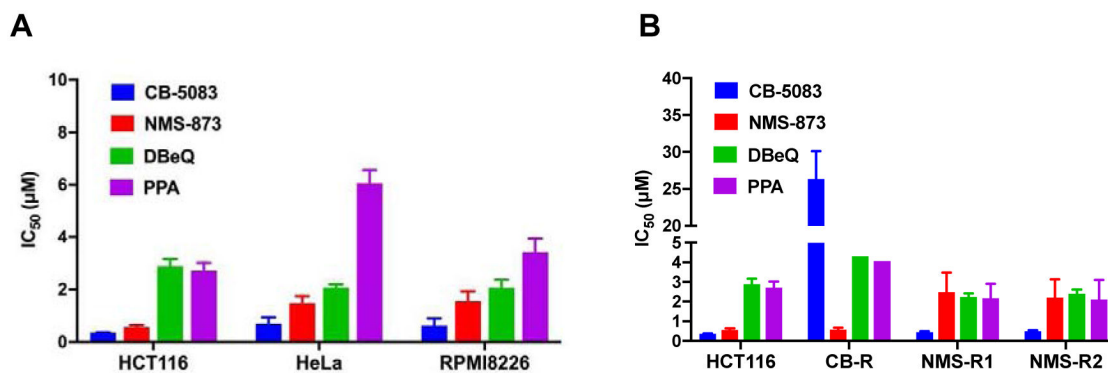 A
IC50 (µM)
10
8
6
4
2
0
CB-5083
NMS-873
DBeQ
PPA
HCT116 HeLa RPMI8226
B
IC50 (µM)
40
35
30
25
20
15
10
5
4
3
2
1
0
CB-5083
NMS-873
DBeQ
PPA
HCT116 CB-R NMS-R1 NMS-R2